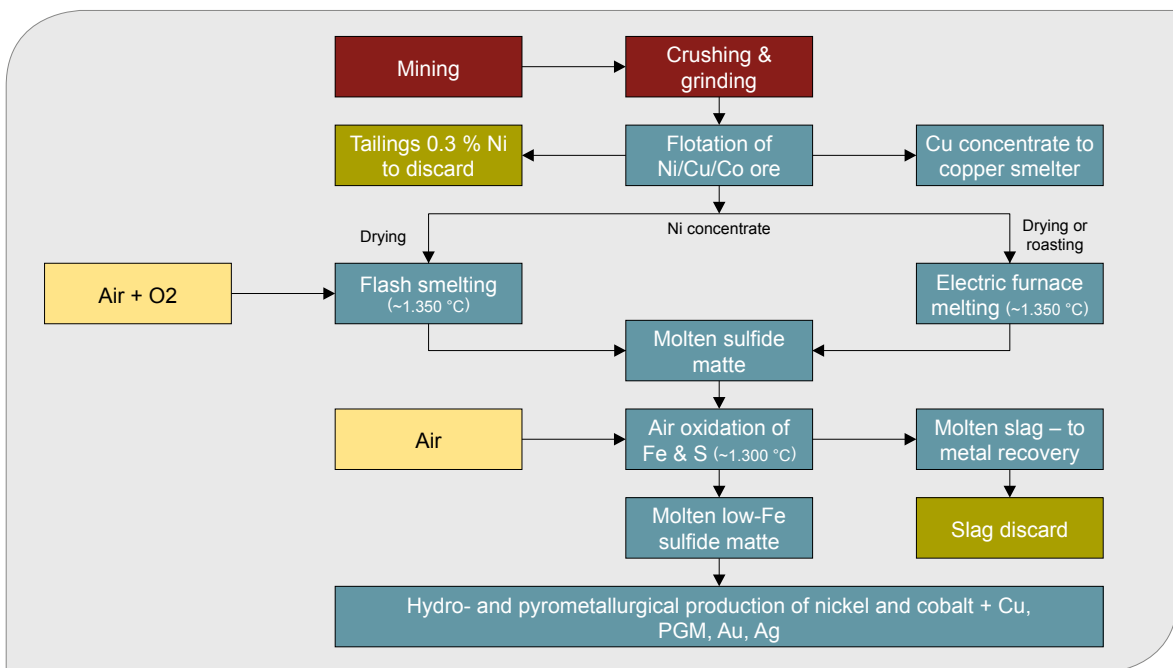 Mining
Crushing &
grinding
Tailings 0.3 % Ni
to discard
Flotation of
Ni/Cu/Co ore
Cu concentrate to
copper smelter
Drying
Ni concentrate
Drying or
roasting
Air + O2
Flash smelting
(~1.350 °C)
Electric furnace
melting (~1.350 °C)
Molten sulfide
matte
Air
Air oxidation of
Fe & S (~1.300 °C)
Molten slag – to
metal recovery
Molten low-Fe
sulfide matte
Slag discard
Hydro- and pyrometallurgical production of nickel and cobalt + Cu,
PGM, Au, Ag